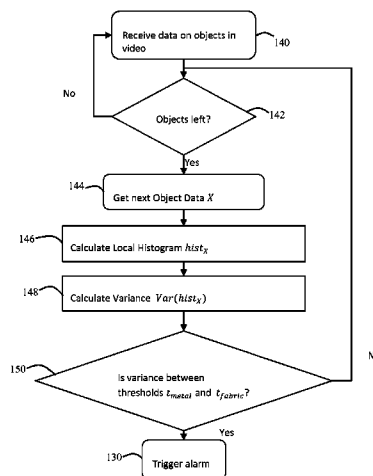 Receive data on objects in
video
140
No
Objects left?
142
Yes
144
Get next Object Data X
146
Calculate Local Histogram hist_X
148
Calculate Variance Var(hist_X)
150
Is variance between
thresholds t_metal and t_fabric?
Yes
130
Trigger alarm